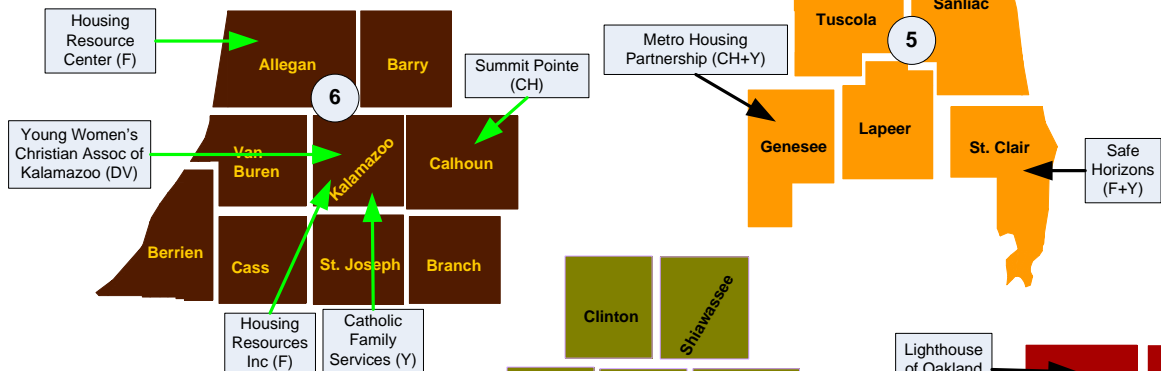 Housing
Resource
Center (F)
Allegan
Barry
6
Summit Pointe
(CH)
Young Women's
Christian Assoc of
Kalamazoo (DV)
Van
Buren
Kalamazoo
Calhoun
Berrien
Cass
St. Joseph
Branch
Housing
Resources
Inc (F)
Catholic
Family
Services (Y)
Tuscola
Sanilac
5
Metro Housing
Partnership (CH+Y)
Genesee
Lapeer
St. Clair
Safe
Horizons
(F+Y)
Clinton
Shiawassee
Lighthouse
of Oakland